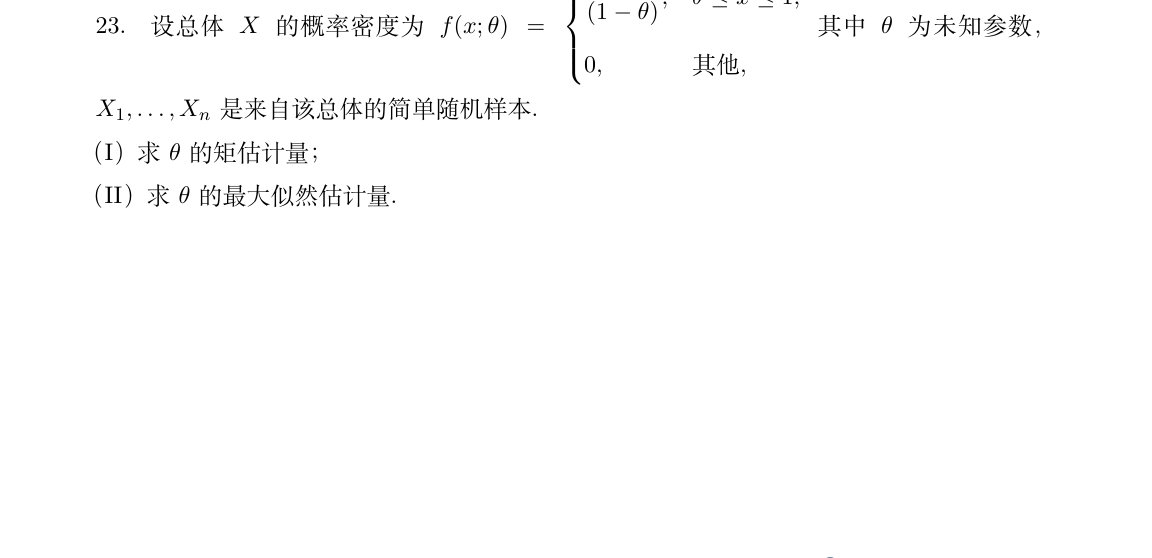 23. 设总体 X 的概率密度为 f(x; θ) = { (1 − θ), θ ≤ x ≤ 1, 其中 θ 为未知参数,
0, 其他,
X₁, . . . , Xₙ 是来自该总体的简单随机样本.
(I) 求 θ 的矩估计量;
(II) 求 θ 的最大似然估计量.